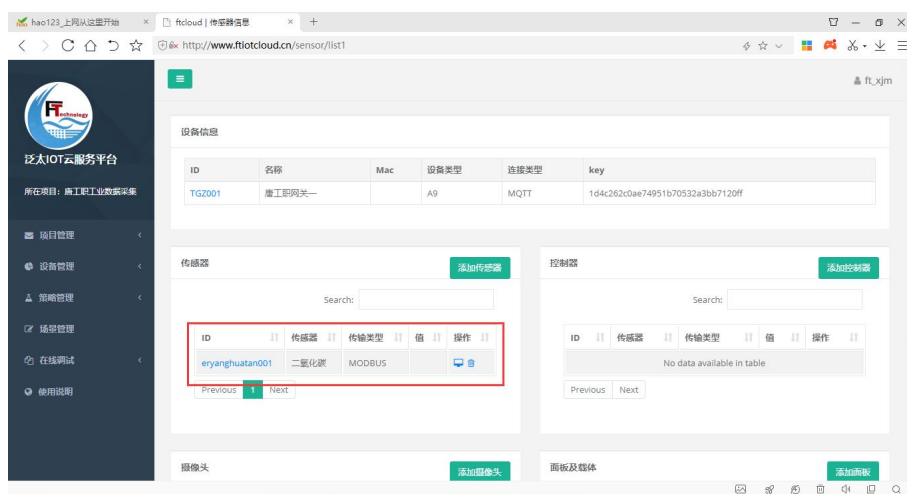 hao123_上网从这里开始
ftcloud | 传感器信息
http://www.ftiotcloud.cn/sensor/list1
ft_xjm
FTechnology
泛太IOT云服务平台
所在项目: 唐工职工业数据采集
项目管理
设备管理
策略管理
场景管理
在线调试
使用说明
设备信息
ID 名称 Mac 设备类型 连接类型 key
TGZ001 唐工职网关一 A9 MQTT 1d4c262c0ae74951b70532a3bb7120ff
传感器 添加传感器
Search:
ID 传感器 传输类型 值 操作
eryanghuatan001 二氧化碳 MODBUS
Previous 1 Next
控制器 添加控制器
Search:
ID 传感器 传输类型 值 操作
No data available in table
Previous Next
摄像头 添加摄像头
面板及载体 添加面板